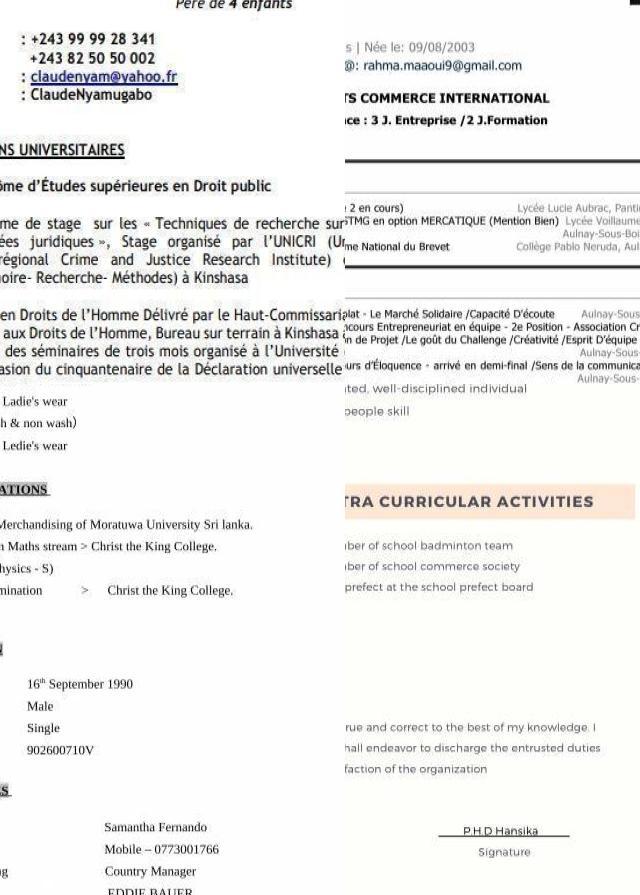 Père de 4 enfants
: +243 99 99 28 341
+243 82 50 50 002
: claudenyam@yahoo.fr
: ClaudeNyamugabo
NS UNIVERSITAIRES
ôme d'Études supérieures en Droit public
me de stage sur les « Techniques de recherche sur
ées juridiques », Stage organisé par l'UNICRI (Un
régional Crime and Justice Research Institute)
oire- Recherche- Méthodes) à Kinshasa
en Droits de l'Homme Délivré par le Haut-Commissaria
aux Droits de l'Homme, Bureau sur terrain à Kinshasa
des séminaires de trois mois organisé à l'Université
asion du cinquantenaire de la Déclaration universelle
s | Née le: 09/08/2003
@: rahma.maaoui9@gmail.com
TS COMMERCE INTERNATIONAL
ce : 3 J. Entreprise /2 J.Formation
2 en cours) Lycée Lucie Aubrac, Panti
STMG en option MERCATIQUE (Mention Bien) Lycée Voillaume
Aulnay-Sous-Boi
me National du Brevet Collège Pablo Neruda, Aul
lat - Le Marché Solidaire /Capacité D'écoute Aulnay-Sous
ncours Entrepreneuriat en équipe - 2e Position - Association Cr
n de Projet /Le goût du Challenge /Créativité /Esprit D'équipe
Aulnay-Sous-
urs d'Éloquence - arrivé en demi-final /Sens de la communica
Aulnay-Sous-
Ladie's wear
h & non wash)
Ledie's wear
ATIONS
Merchandising of Moratuwa University Sri lanka.
n Maths stream > Christ the King College.
hysics - S)
mination > Christ the King College.
N
16th September 1990
Male
Single
902600710V
S
Samantha Fernando
Mobile – 0773001766
g Country Manager
EDDIE BAUER
ted, well-disciplined individual
people skill
TRA CURRICULAR ACTIVITIES
ber of school badminton team
ber of school commerce society
prefect at the school prefect board
rue and correct to the best of my knowledge. I
hall endeavor to discharge the entrusted duties
faction of the organization
P.H.D Hansika
Signature